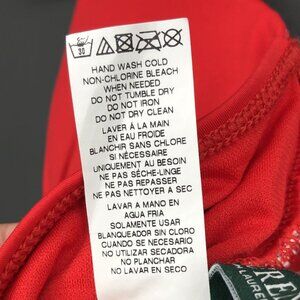 30
HAND WASH COLD
NON-CHLORINE BLEACH
WHEN NEEDED
DO NOT TUMBLE DRY
DO NOT IRON
DO NOT DRY CLEAN
LAVER À LA MAIN
EN EAU FROIDE
BLANCHIR SANS CHLORE
SI NÉCESSAIRE
UNIQUEMENT AU BESOIN
NE PAS SÈCHE-LINGE
NE PAS REPASSER
NE PAS NETTOYER A SEC
LAVAR A MANO EN
AGUA FRIA
SOLAMENTE USAR
BLANQUEADOR SIN CLORO
CUANDO SE NECESARIO
NO UTILIZAR SECADORA
NO PLANCHAR
NO LAVAR EN SECO
RE
LAUR